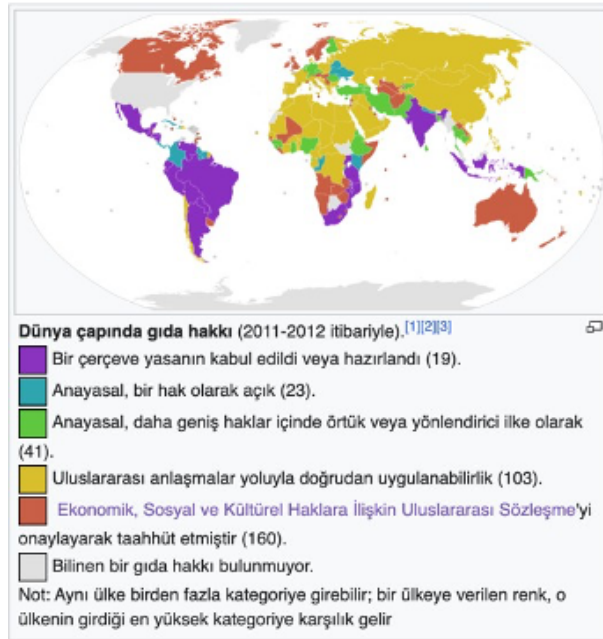 Dünya çapında gıda hakkı (2011-2012 itibariyle).[1][2][3]
Bir çerçeve yasanın kabul edildi veya hazırlandı (19).
Anayasal, bir hak olarak açık (23).
Anayasal, daha geniş haklar içinde örtük veya yönlendirici ilke olarak
(41).
Uluslararası anlaşmalar yoluyla doğrudan uygulanabilirlik (103).
Ekonomik, Sosyal ve Kültürel Haklara İlişkin Uluslararası Sözleşme'yi
onaylayarak taahhüt etmiştir (160).
Bilinen bir gıda hakkı bulunmuyor.
Not: Aynı ülke birden fazla kategoriye girebilir; bir ülkeye verilen renk, o
ülkenin girdiği en yüksek kategoriye karşılık gelir